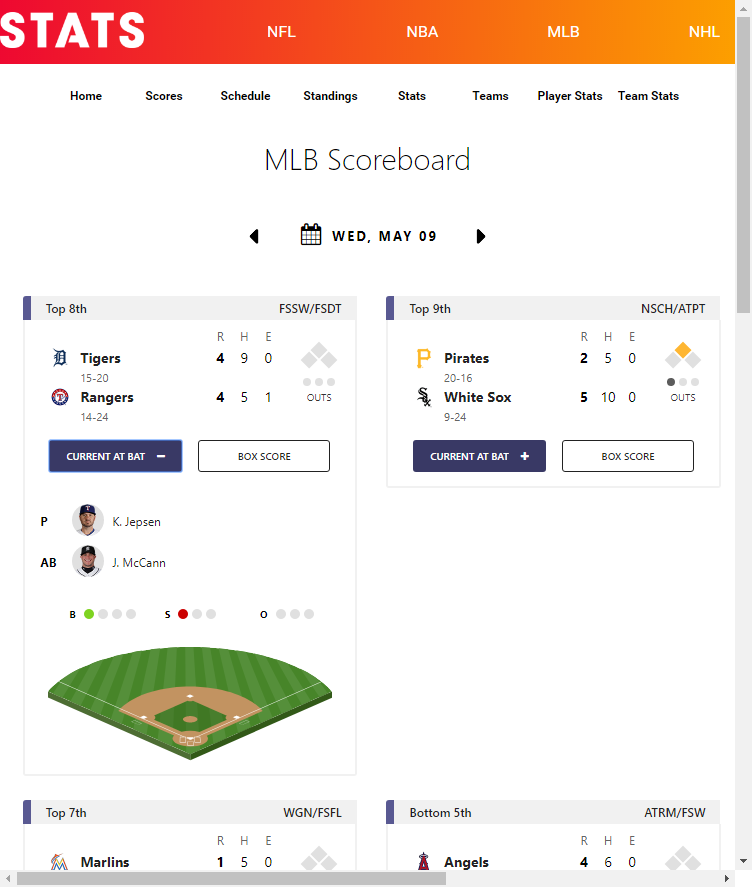 STATS NFL NBA MLB NHL
Home Scores Schedule Standings Stats Teams Player Stats Team Stats
MLB Scoreboard
WED, MAY 09
Top 8th FSSW/FSDT
R H E
Tigers 4 9 0
15-20
Rangers 4 5 1 OUTS
14-24
CURRENT AT BAT − BOX SCORE
P K. Jepsen
AB J. McCann
B S O
Top 9th NSCH/ATPT
R H E
Pirates 2 5 0
20-16
White Sox 5 10 0 OUTS
9-24
CURRENT AT BAT + BOX SCORE
Top 7th WGN/FSFL
R H E
Marlins 1 5 0
Bottom 5th ATRM/FSW
R H E
Angels 4 6 0